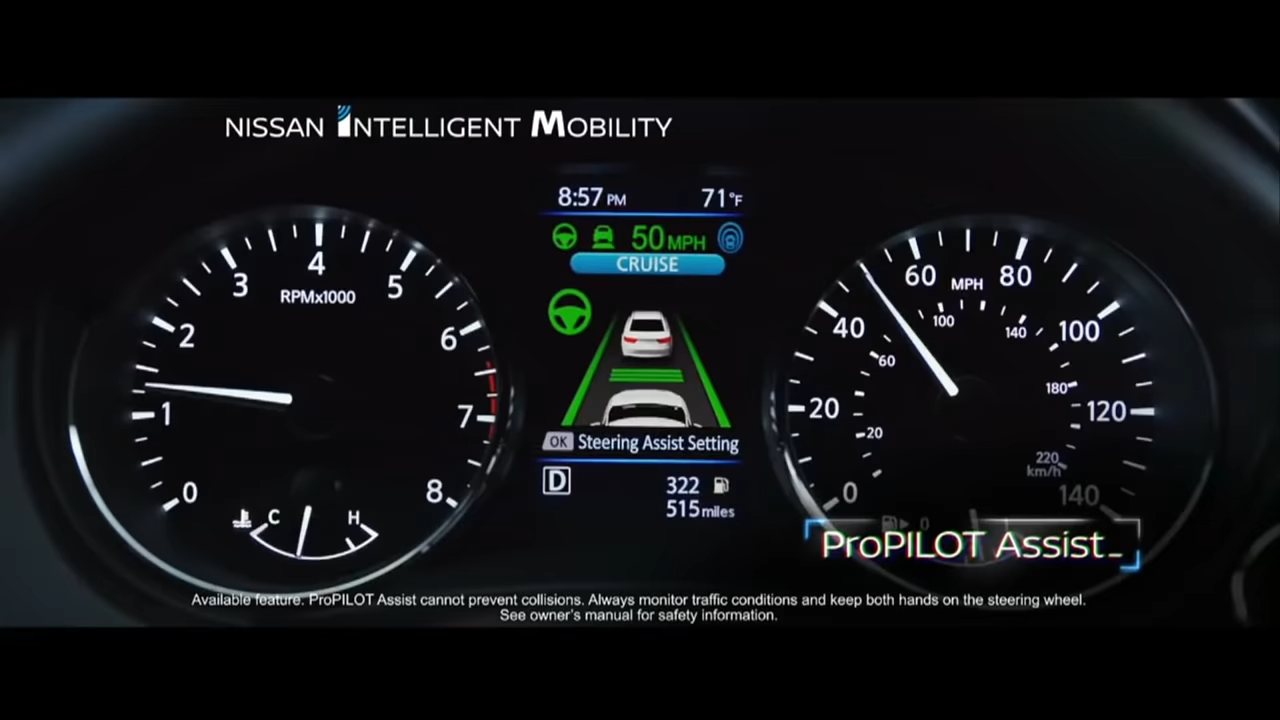 NISSAN INTELLIGENT MOBILITY
8:57 PM 71°F
50 MPH
CRUISE
OK Steering Assist Setting
D 322
515 miles
0
1
2
3
4
5
6
7
8
RPMx1000
C H
0
20
40
60
80
100
120
140
MPH
20
60
100
140
180
220
km/h
0
ProPILOT Assist_
Available feature. ProPILOT Assist cannot prevent collisions. Always monitor traffic conditions and keep both hands on the steering wheel.
See owner's manual for safety information.